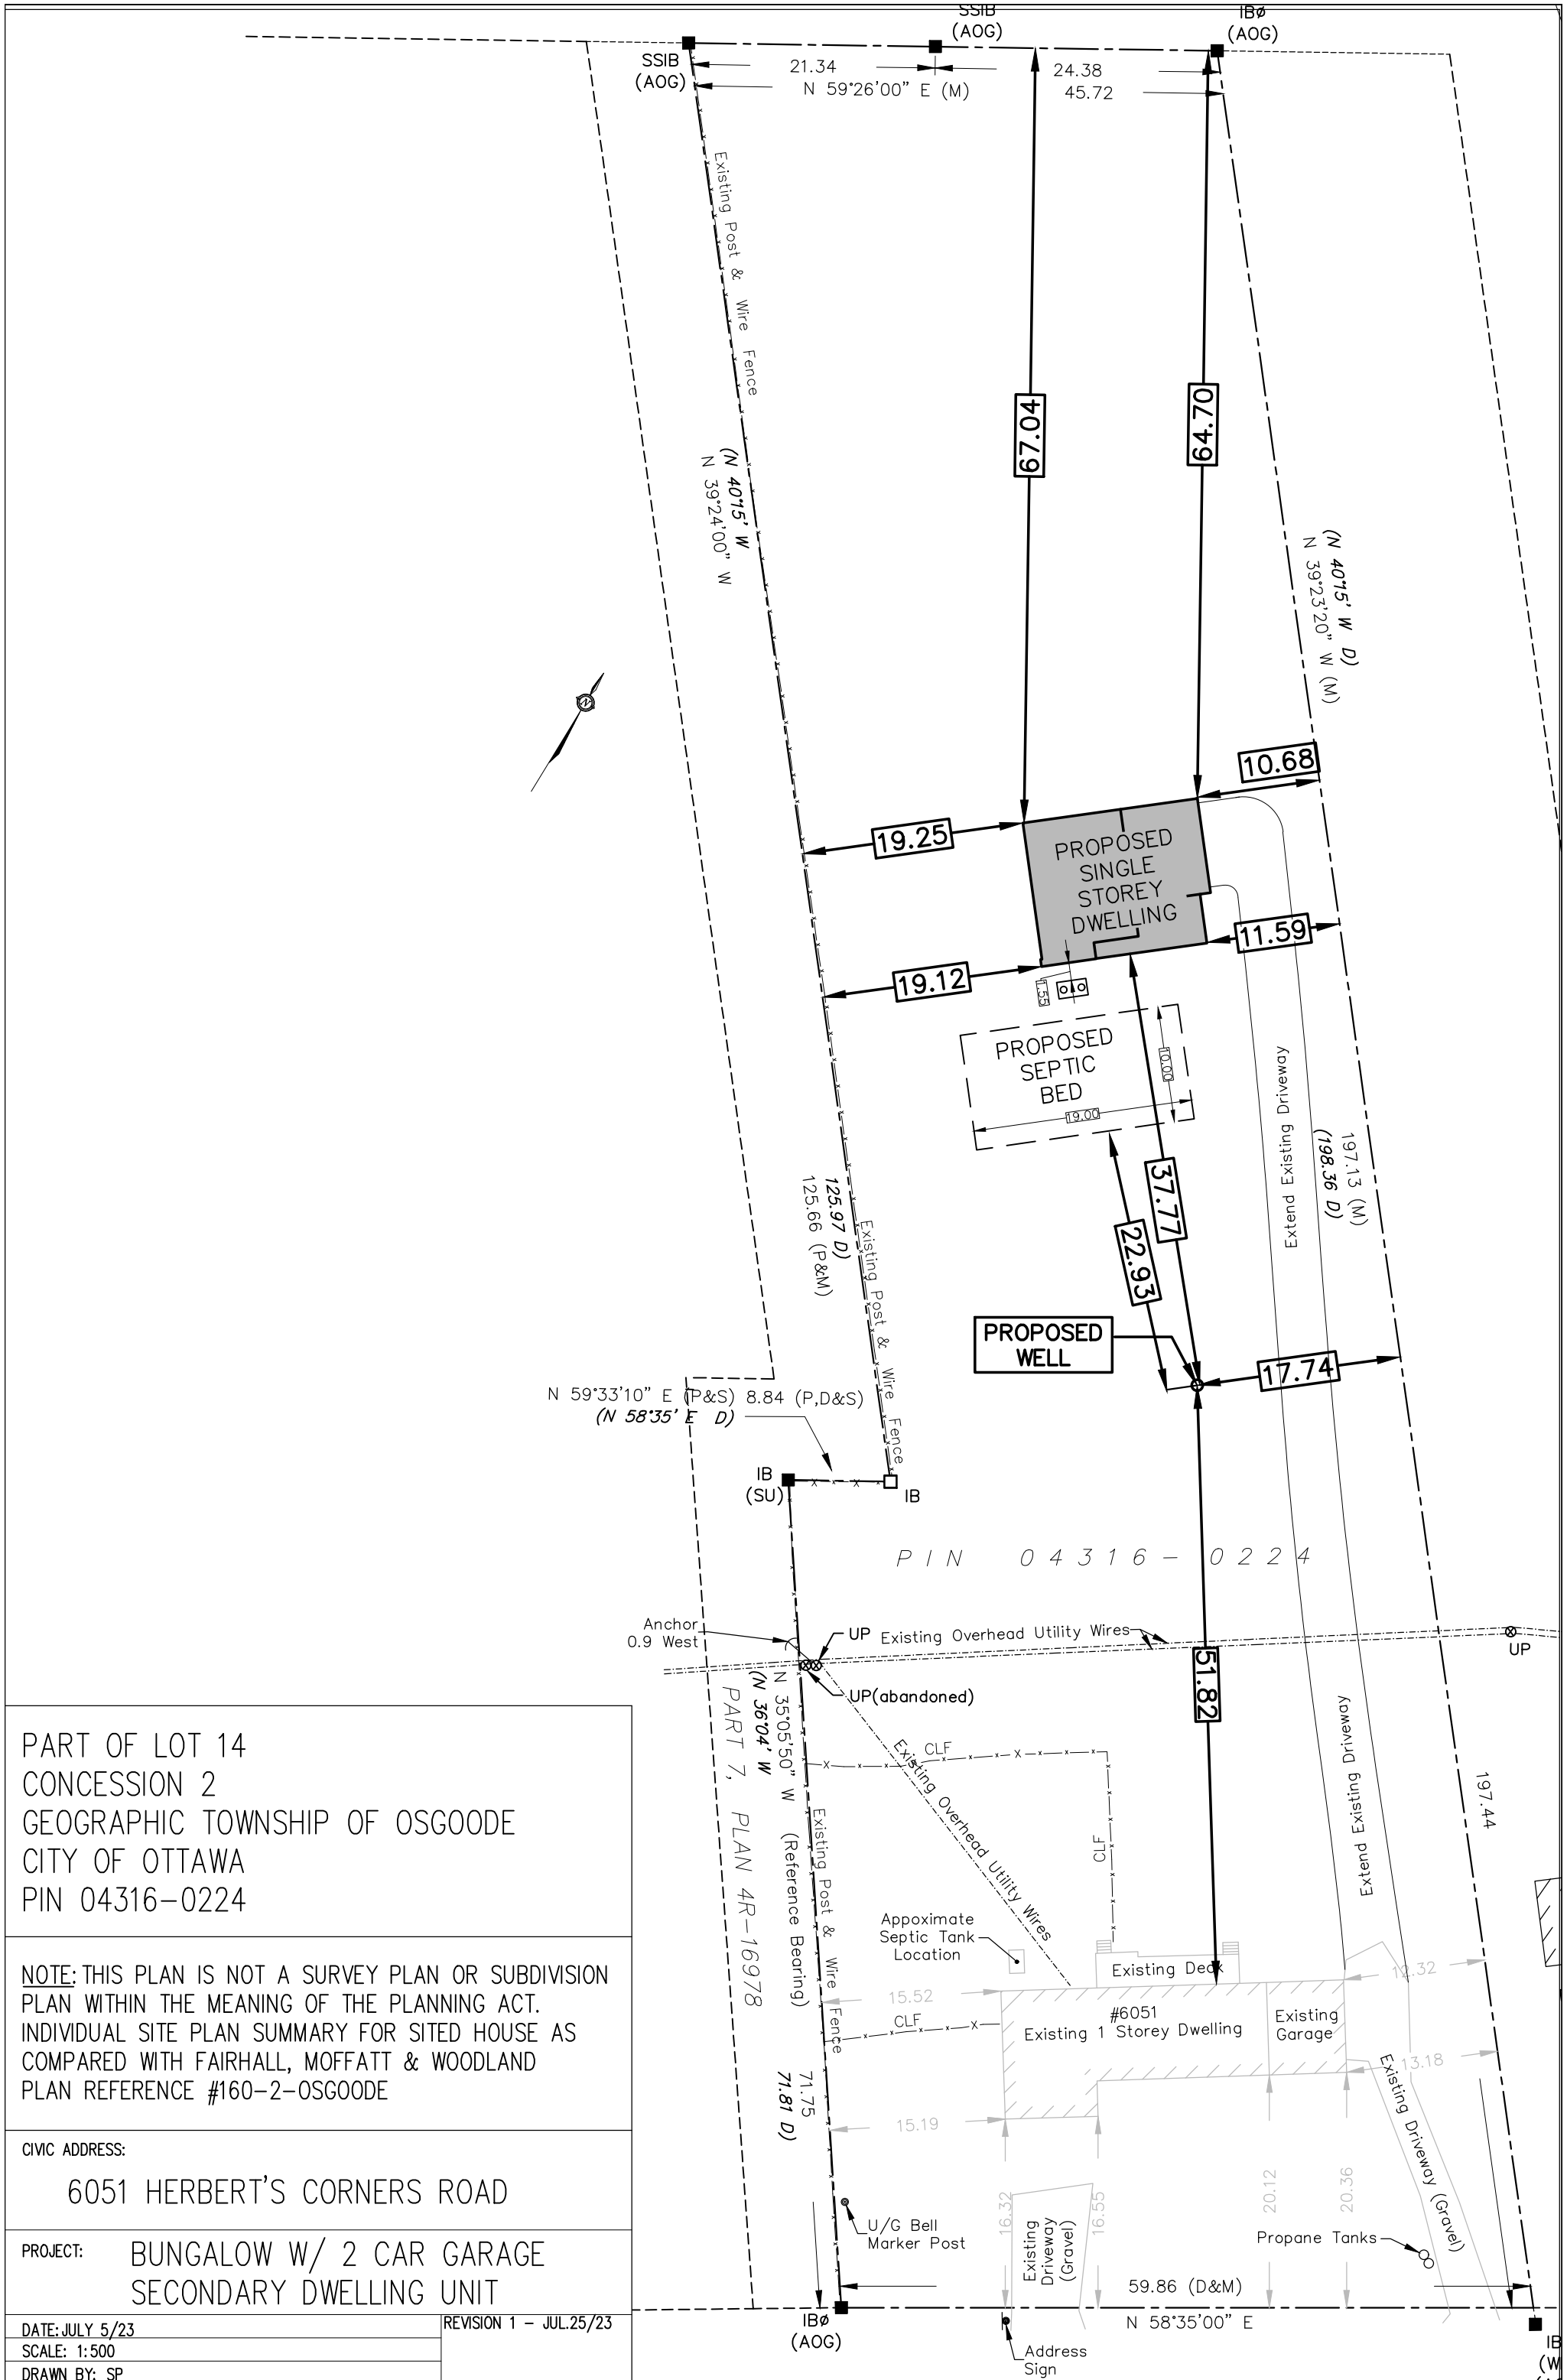 SSIB
(AOG)
IBØ
(AOG)
SSIB
(AOG)
21.34
24.38
N 59°26'00" E (M)
45.72
Existing Post & Wire Fence
67.04
64.70
(N 40°15' W
N 39°24'00" W
(N 40°15' W D)
N 39°23'20" W (M)
N
10.68
19.25
PROPOSED
SINGLE
STOREY
DWELLING
11.59
19.12
1.55
PROPOSED
SEPTIC
BED
10.00
19.00
Extend Existing Driveway
197.13 (M)
(198.36 D)
125.97 D)
125.66 (P&M)
Existing Post & Wire Fence
37.77
22.93
PROPOSED
WELL
17.74
N 59°33'10" E (P&S) 8.84 (P,D&S)
(N 58°35' E D)
IB
(SU)
IB
PIN 04316-0224
Anchor
0.9 West
UP
Existing Overhead Utility Wires
UP
UP(abandoned)
51.82
N 35°05'50" W (Reference Bearing)
(N 36°04' W
PART 7, PLAN 4R-16978
CLF
Existing Overhead Utility Wires
CLF
Extend Existing Driveway
197.44
Existing Post & Wire Fence
Appoximate
Septic Tank
Location
Existing Deck
12.32
15.52
#6051
Existing 1 Storey Dwelling
Existing
Garage
CLF
13.18
Existing Driveway (Gravel)
71.75
71.81 D)
15.19
16.32
16.55
20.12
20.36
U/G Bell
Marker Post
Existing
Driveway
(Gravel)
Propane Tanks
59.86 (D&M)
N 58°35'00" E
IBØ
(AOG)
Address
Sign
IB
(W
PART OF LOT 14
CONCESSION 2
GEOGRAPHIC TOWNSHIP OF OSGOODE
CITY OF OTTAWA
PIN 04316-0224
NOTE: THIS PLAN IS NOT A SURVEY PLAN OR SUBDIVISION
PLAN WITHIN THE MEANING OF THE PLANNING ACT.
INDIVIDUAL SITE PLAN SUMMARY FOR SITED HOUSE AS
COMPARED WITH FAIRHALL, MOFFATT & WOODLAND
PLAN REFERENCE #160-2-OSGOODE
CIVIC ADDRESS:
6051 HERBERT'S CORNERS ROAD
PROJECT: BUNGALOW W/ 2 CAR GARAGE
SECONDARY DWELLING UNIT
DATE: JULY 5/23
REVISION 1 - JUL.25/23
SCALE: 1:500
DRAWN BY: SP